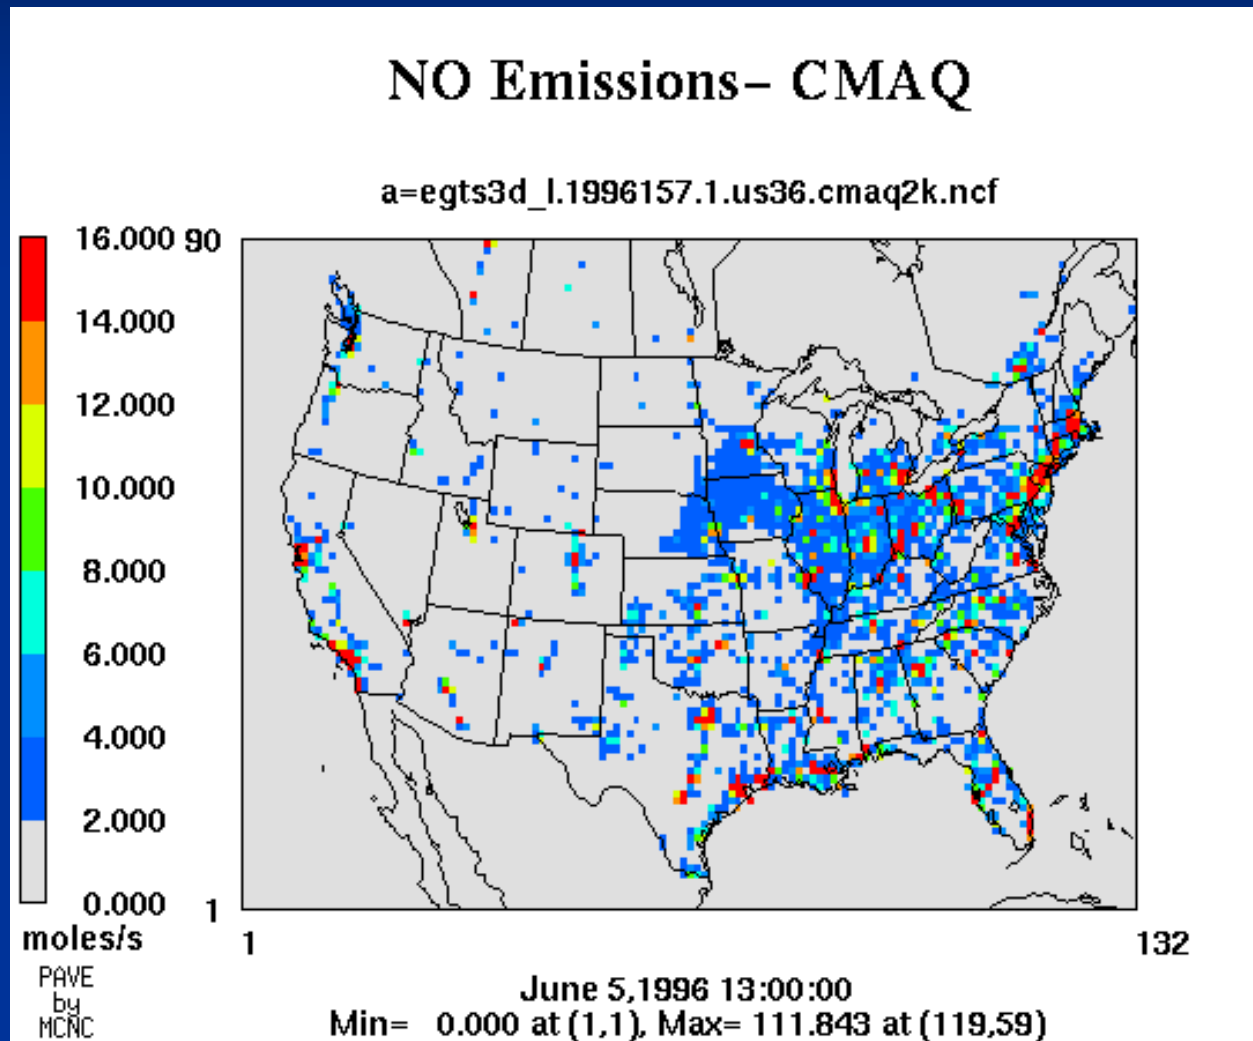 NO Emissions– CMAQ
a=egts3d_l.1996157.1.us36.cmaq2k.ncf
16.000
14.000
12.000
10.000
8.000
6.000
4.000
2.000
0.000
moles/s
PAVE
by
MCNC
90
1
1
132
June 5,1996 13:00:00
Min= 0.000 at (1,1), Max= 111.843 at (119,59)